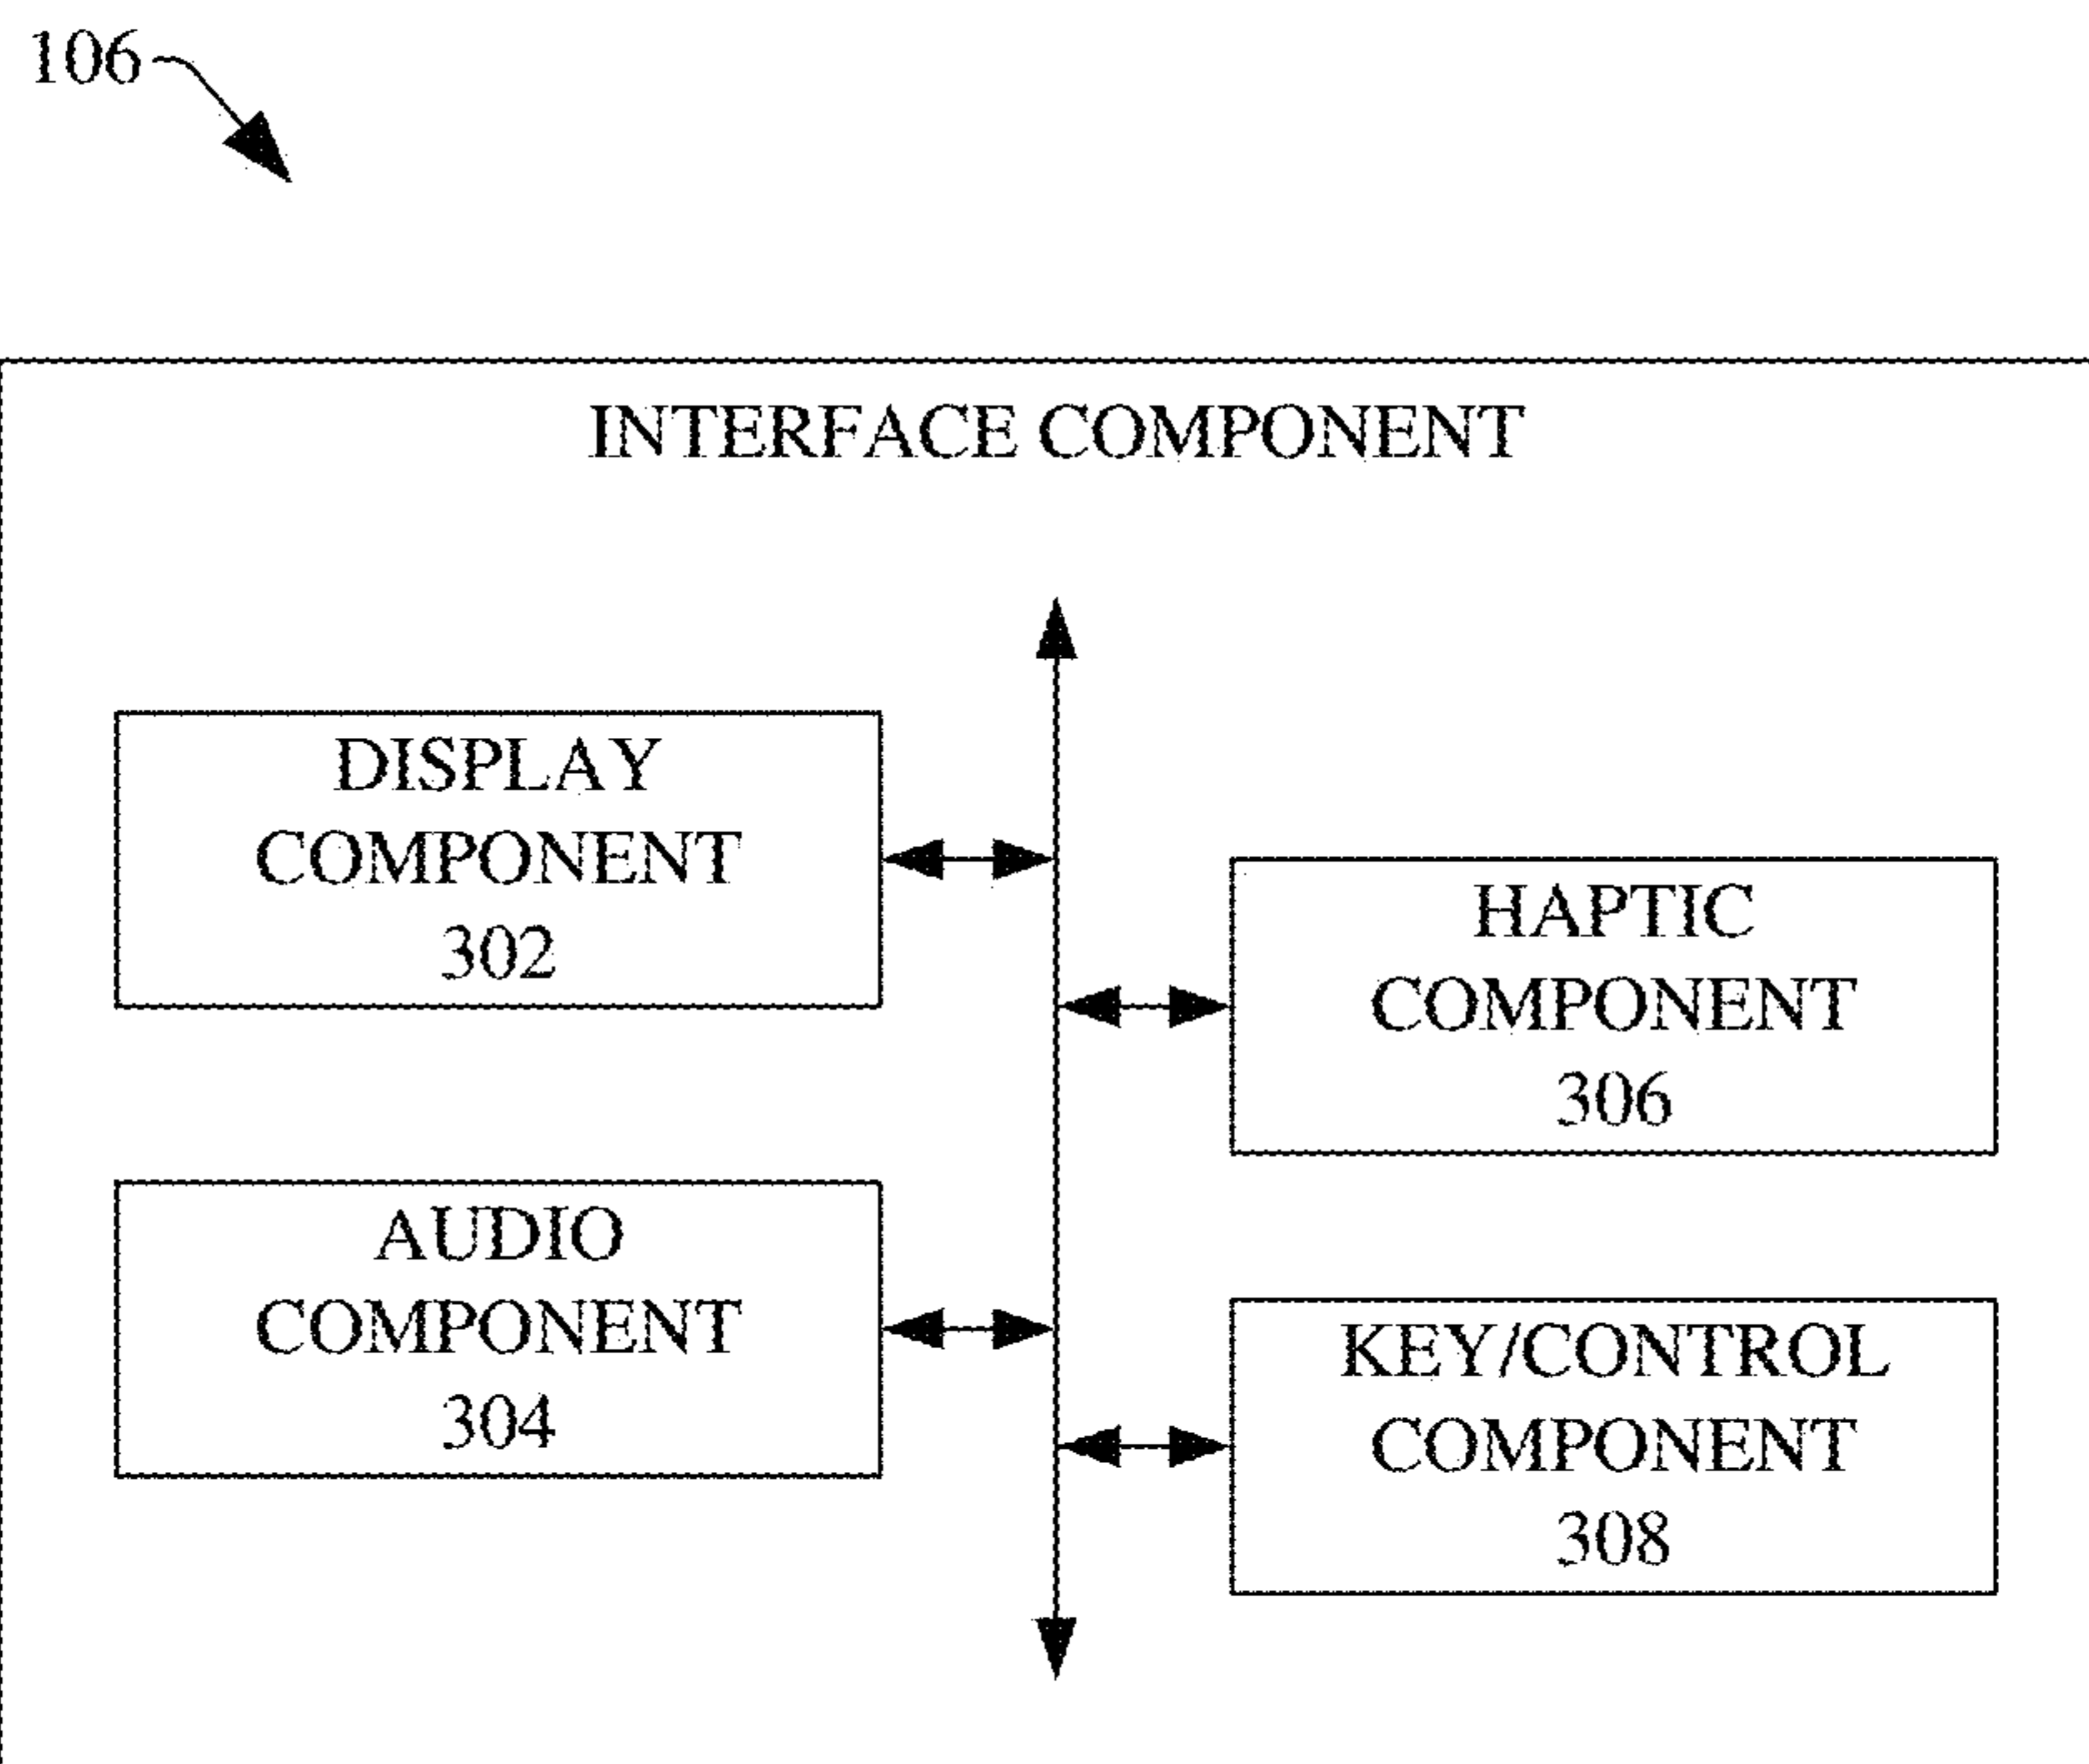 106
INTERFACE COMPONENT
DISPLAY
COMPONENT
302
HAPTIC
COMPONENT
306
AUDIO
COMPONENT
304
KEY/CONTROL
COMPONENT
308